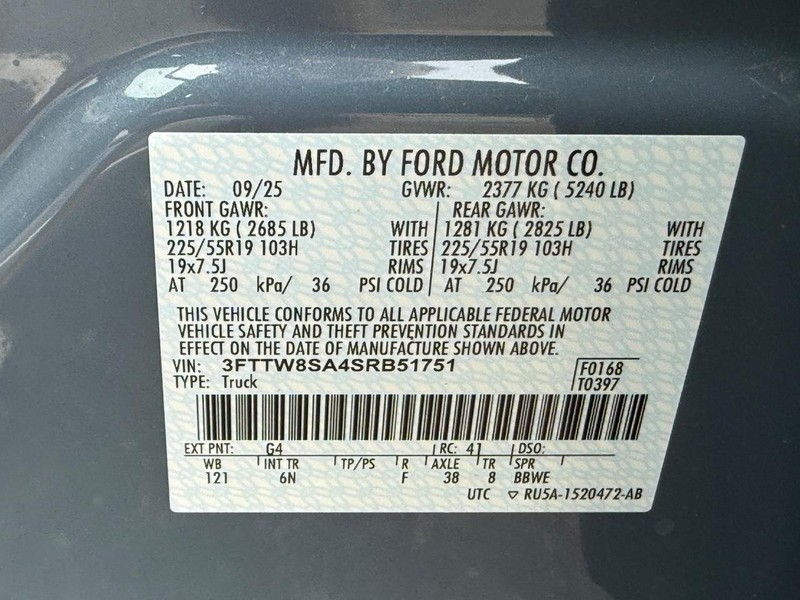 MFD. BY FORD MOTOR CO.
DATE: 09/25 GVWR: 2377 KG ( 5240 LB)
FRONT GAWR: REAR GAWR:
1218 KG ( 2685 LB) WITH 1281 KG ( 2825 LB) WITH
225/55R19 103H TIRES 225/55R19 103H TIRES
19x7.5J RIMS 19x7.5J RIMS
AT 250 kPa/ 36 PSI COLD AT 250 kPa/ 36 PSI COLD
THIS VEHICLE CONFORMS TO ALL APPLICABLE FEDERAL MOTOR
VEHICLE SAFETY AND THEFT PREVENTION STANDARDS IN
EFFECT ON THE DATE OF MANUFACTURE SHOWN ABOVE.
VIN: 3FTTW8SA4SRB51751 F0168
TYPE: Truck T0397
EXT PNT: G4 RC: 41 DSO:
WB INT TR TP/PS R AXLE TR SPR
121 6N F 38 8 BBWE
UTC ▽ RU5A-1520472-AB